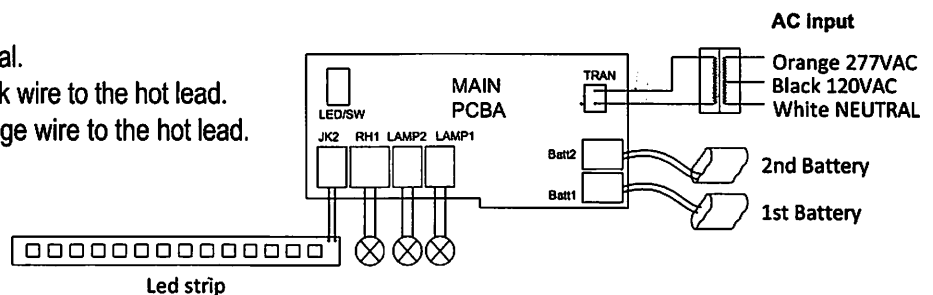 al.
k wire to the hot lead.
ge wire to the hot lead.
AC input
Orange 277VAC
Black 120VAC
White NEUTRAL
MAIN
PCBA
TRAN
LED/SW
JK2 RH1 LAMP2 LAMP1
Batt2
Batt1
2nd Battery
1st Battery
Led strip